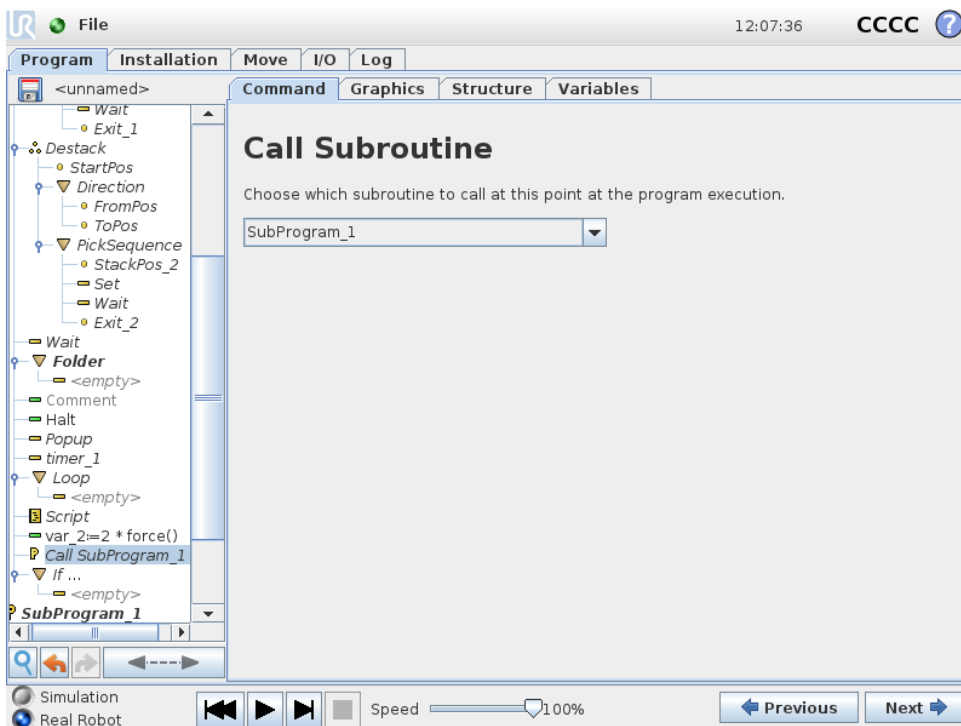 UR File 12:07:36 CCCC ?
Program Installation Move I/O Log
<unnamed> Command Graphics Structure Variables
Wait
Exit_1
Destack
StartPos
Direction
FromPos
ToPos
PickSequence
StackPos_2
Set
Wait
Exit_2
Wait
Folder
<empty>
Comment
Halt
Popup
timer_1
Loop
<empty>
Script
var_2:=2 * force()
P Call SubProgram_1
If ...
<empty>
P SubProgram_1
Call Subroutine
Choose which subroutine to call at this point at the program execution.
SubProgram_1
Simulation
Real Robot
Speed 100%
Previous Next